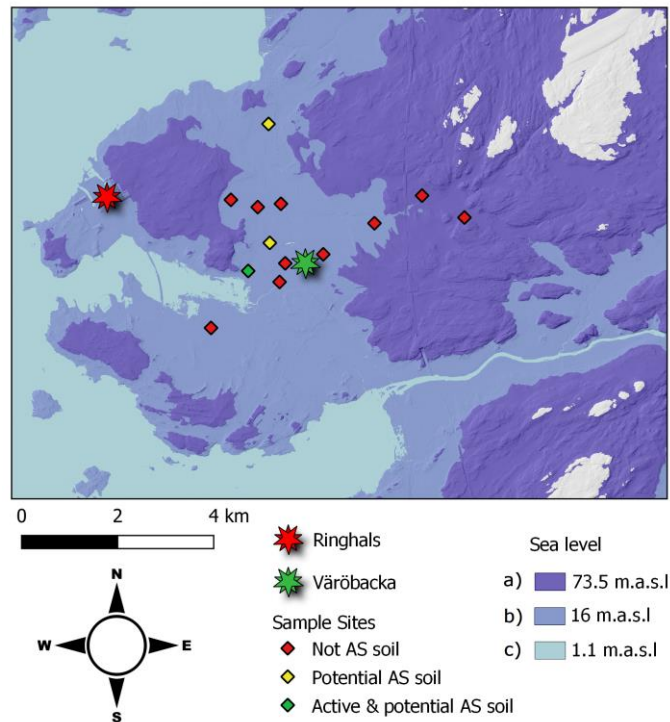 0 2 4 km
N
W E
S
Ringhals
Väröbacka
Sample Sites
Not AS soil
Potential AS soil
Active & potential AS soil
Sea level
a) 73.5 m.a.s.l
b) 16 m.a.s.l
c) 1.1 m.a.s.l